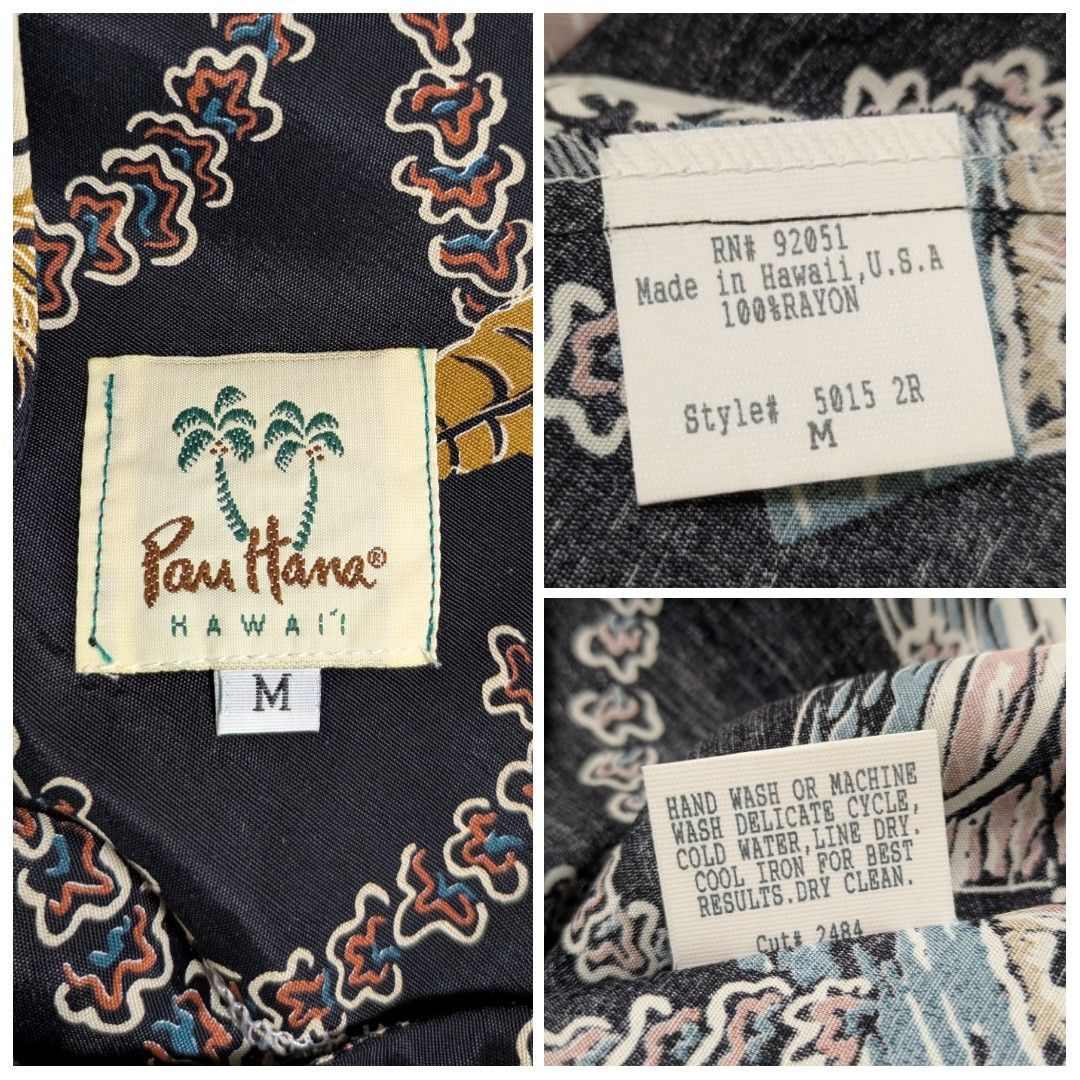 Pau Hana®
HAWAI'I
M
RN# 92051
Made in Hawaii,U.S.A
100%RAYON
Style# 5015 2R
M
HAND WASH OR MACHINE
WASH DELICATE CYCLE,
COLD WATER,LINE DRY.
COOL IRON FOR BEST
RESULTS.DRY CLEAN.
Cut# 2484